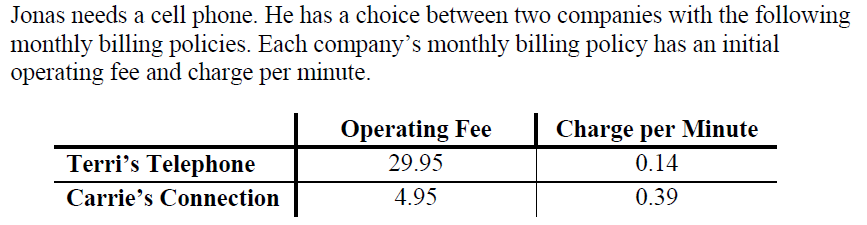 Jonas needs a cell phone. He has a choice between two companies with the following
monthly billing policies. Each company’s monthly billing policy has an initial
operating fee and charge per minute.
Operating Fee Charge per Minute
Terri’s Telephone 29.95 0.14
Carrie’s Connection 4.95 0.39